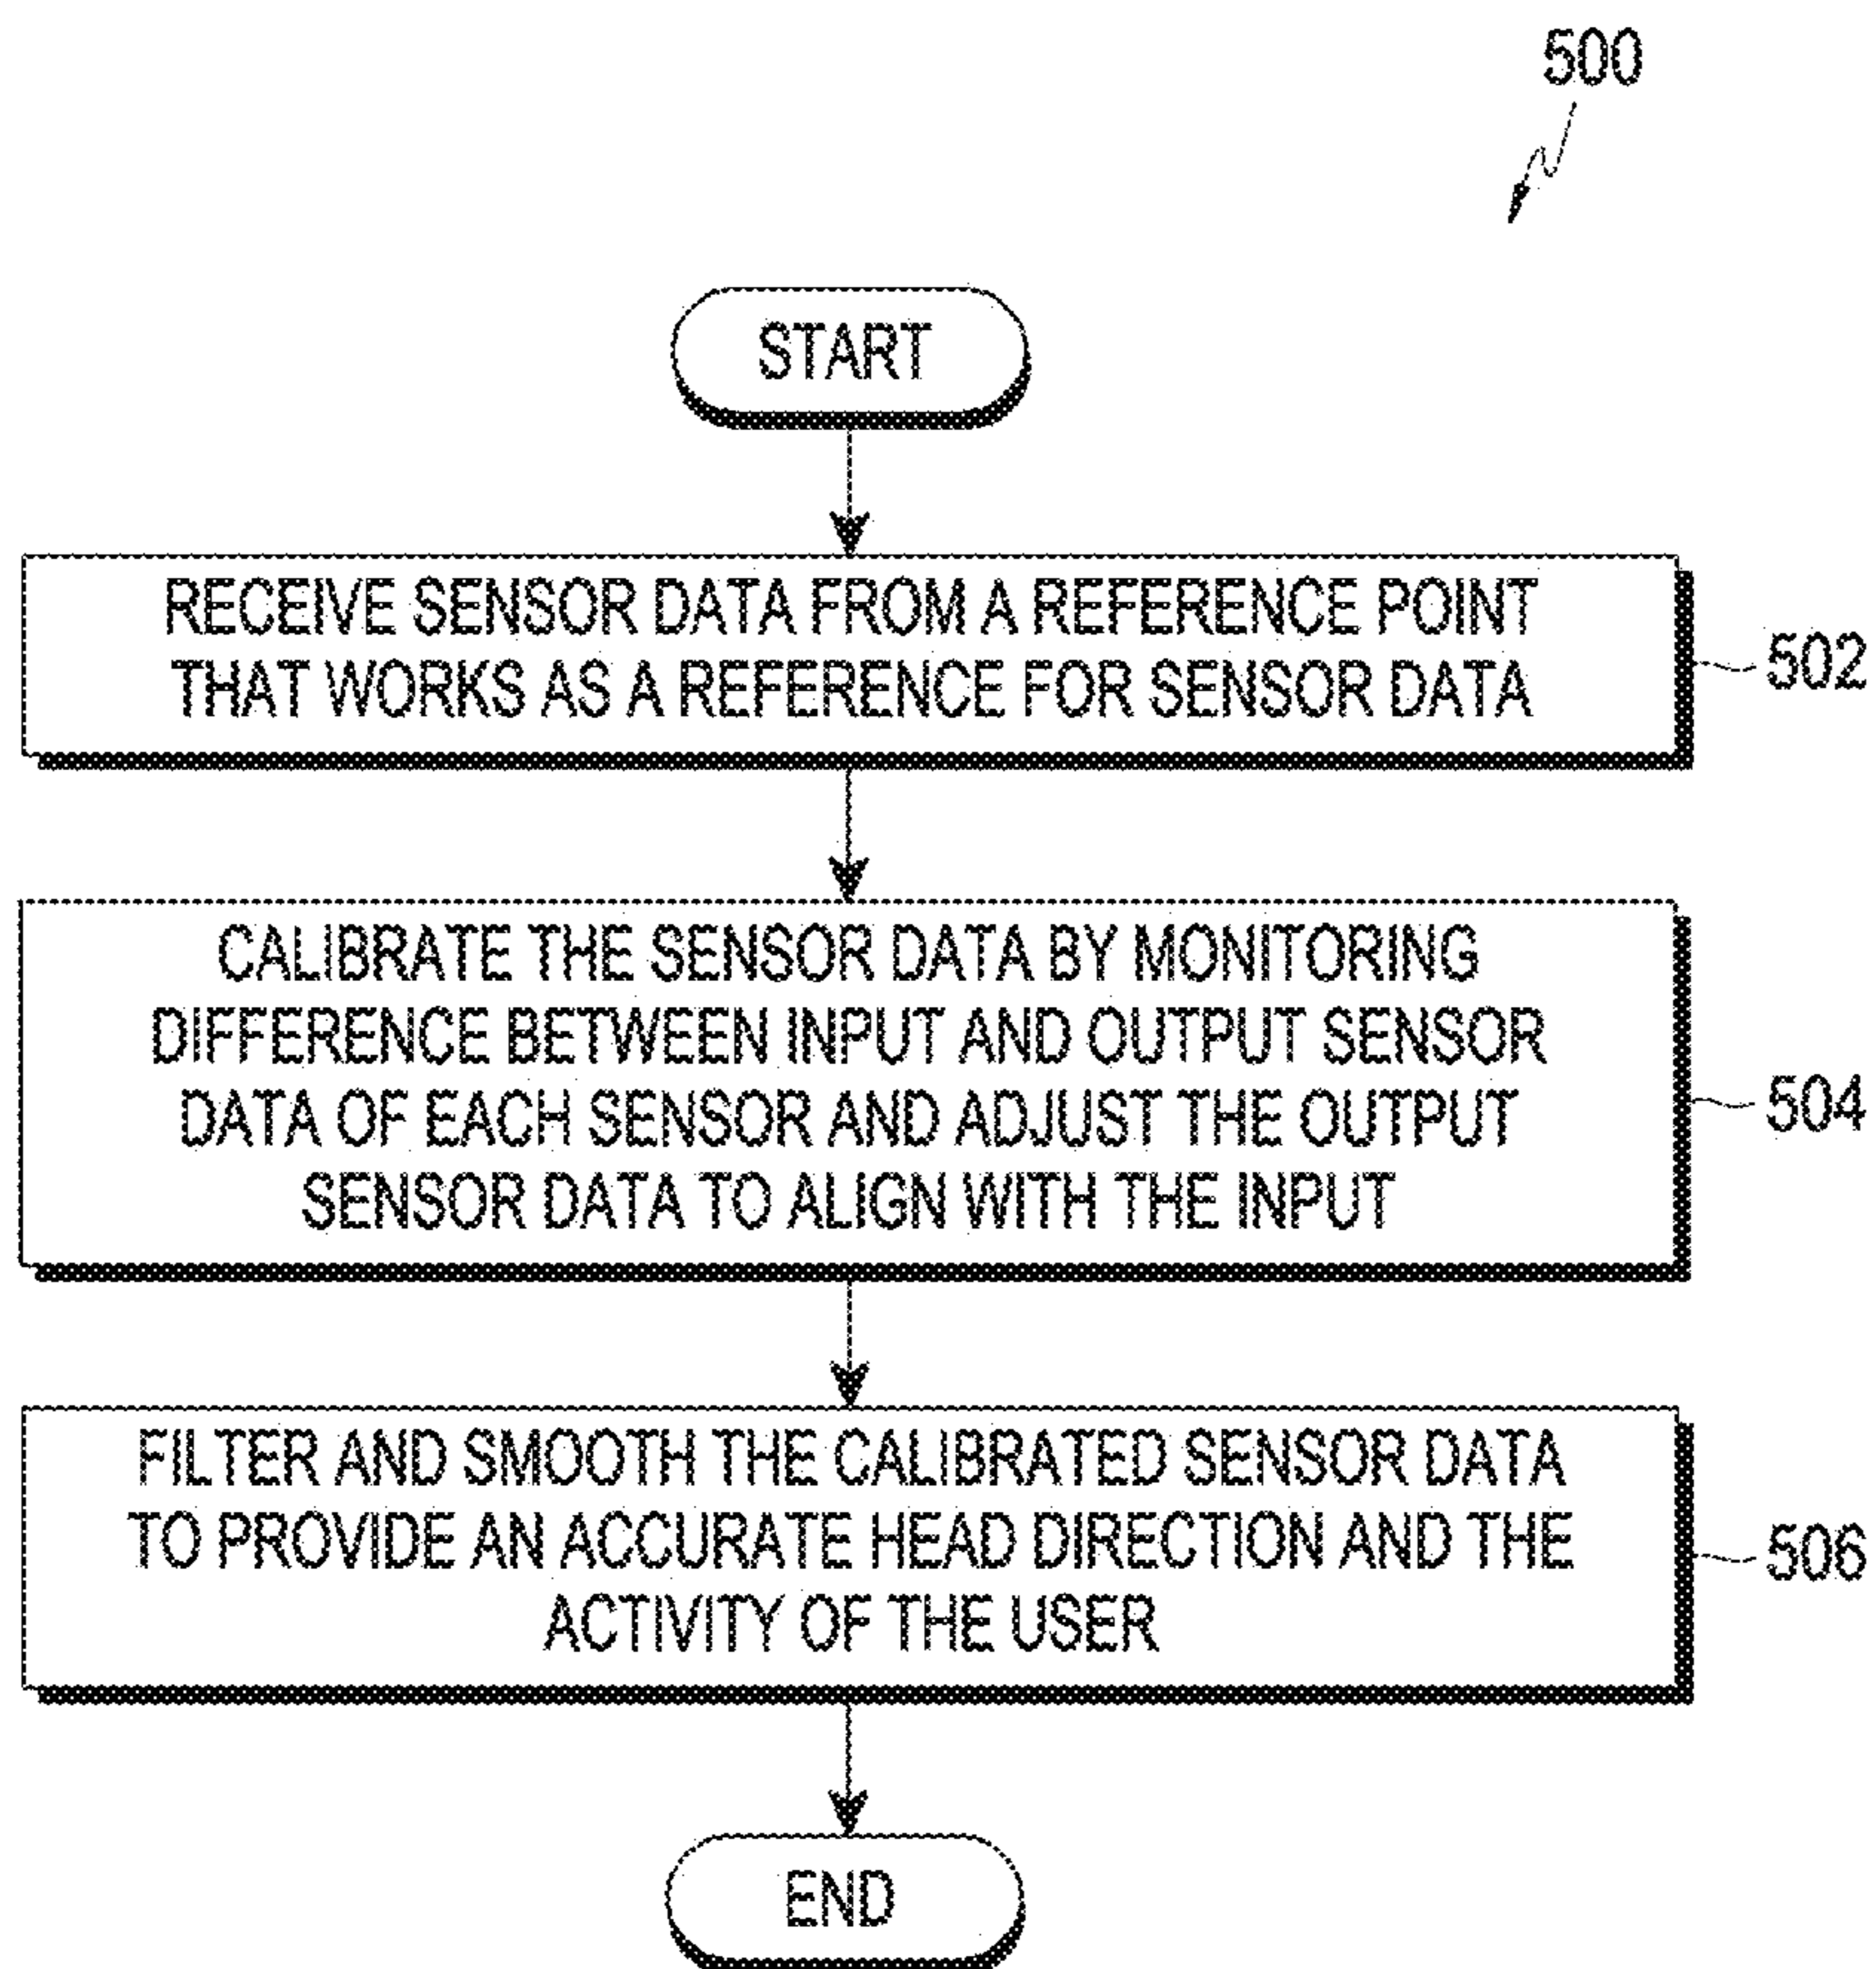 500
START
RECEIVE SENSOR DATA FROM A REFERENCE POINT
THAT WORKS AS A REFERENCE FOR SENSOR DATA
502
CALIBRATE THE SENSOR DATA BY MONITORING
DIFFERENCE BETWEEN INPUT AND OUTPUT SENSOR
DATA OF EACH SENSOR AND ADJUST THE OUTPUT
SENSOR DATA TO ALIGN WITH THE INPUT
504
FILTER AND SMOOTH THE CALIBRATED SENSOR DATA
TO PROVIDE AN ACCURATE HEAD DIRECTION AND THE
ACTIVITY OF THE USER
506
END